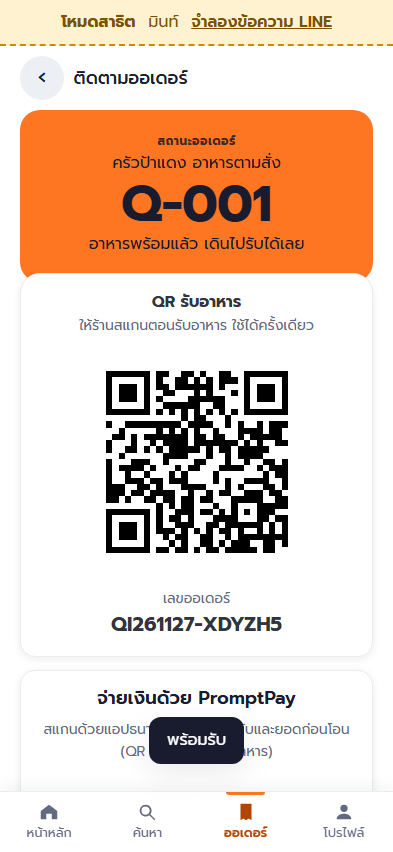 โหมดสาธิต มินท์ จำลองข้อความ LINE
ติดตามออเดอร์
สถานะออเดอร์
ครัวป้าแดง อาหารตามสั่ง
Q-001
อาหารพร้อมแล้ว เดินไปรับได้เลย
QR รับอาหาร
ให้ร้านสแกนตอนรับอาหาร ใช้ได้ครั้งเดียว
เลขออเดอร์
QI261127-XDYZH5
จ่ายเงินด้วย PromptPay
สแกนด้วยแอปธนา และยอดก่อนโอน
(QR
พร้อมรับ
หน้าหลัก ค้นหา ออเดอร์ โปรไฟล์